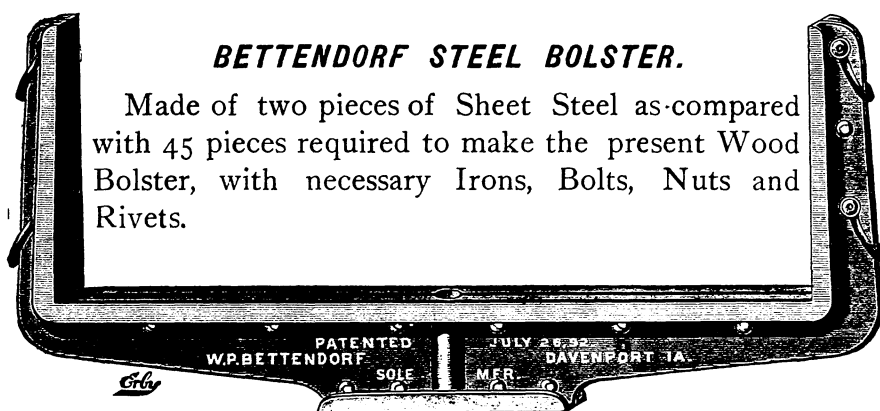 BETTENDORF STEEL BOLSTER.
Made of two pieces of Sheet Steel as compared
with 45 pieces required to make the present Wood
Bolster, with necessary Irons, Bolts, Nuts and
Rivets.
PATENTED JULY 26,92
W.P.BETTENDORF DAVENPORT IA.
SOLE MFR
Erby